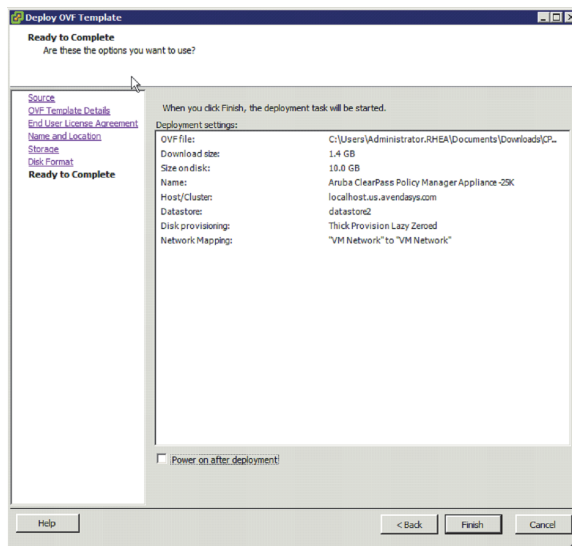 Deploy OVF Template
Ready to Complete
Are these the options you want to use?
Source
OVF Template Details
End User License Agreement
Name and Location
Storage
Disk Format
Ready to Complete
When you click Finish, the deployment task will be started.
Deployment settings:
OVF file: C:\Users\Administrator.RHEA\Documents\Downloads\CP...
Download size: 1.4 GB
Size on disk: 10.0 GB
Name: Aruba ClearPass Policy Manager Appliance -25K
Host/Cluster: localhost.us.avendasys.com
Datastore: datastore2
Disk provisioning: Thick Provision Lazy Zeroed
Network Mapping: "VM Network" to "VM Network"
Power on after deployment
Help
< Back
Finish
Cancel